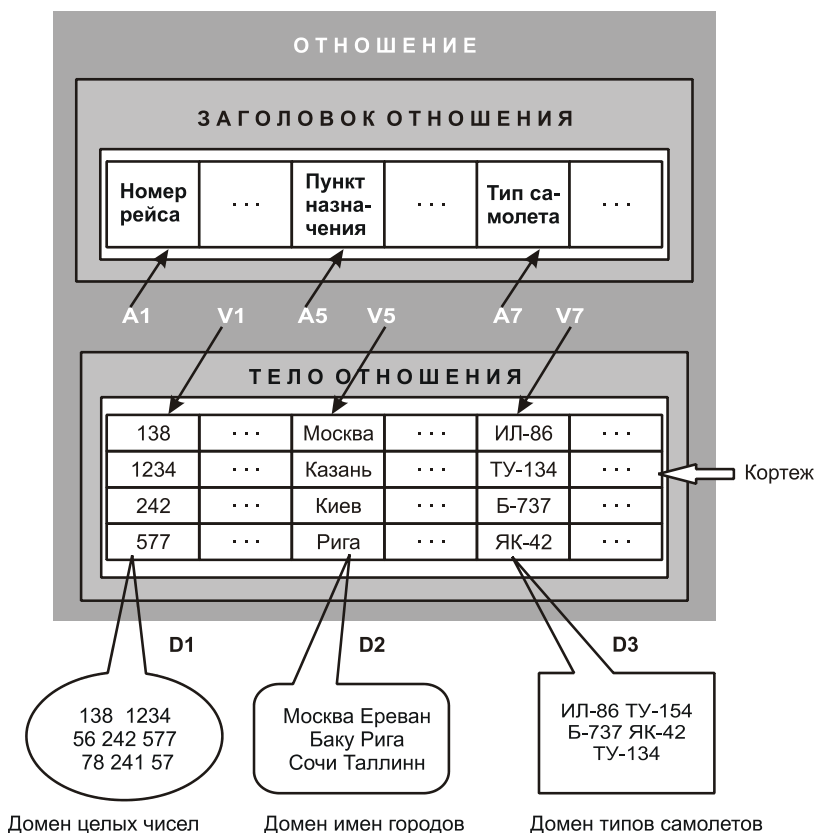 ОТНОШЕНИЕ
ЗАГОЛОВОК ОТНОШЕНИЯ
Номер рейса ... Пункт назна-чения ... Тип са-молета ...
A1 V1 A5 V5 A7 V7
ТЕЛО ОТНОШЕНИЯ
138 ... Москва ... ИЛ-86 ...
1234 ... Казань ... ТУ-134 ...
Кортеж
242 ... Киев ... Б-737 ...
577 ... Рига ... ЯК-42 ...
D1 D2 D3
138 1234
56 242 577
78 241 57
Москва Ереван
Баку Рига
Сочи Таллинн
ИЛ-86 ТУ-154
Б-737 ЯК-42
ТУ-134
Домен целых чисел Домен имен городов Домен типов самолетов